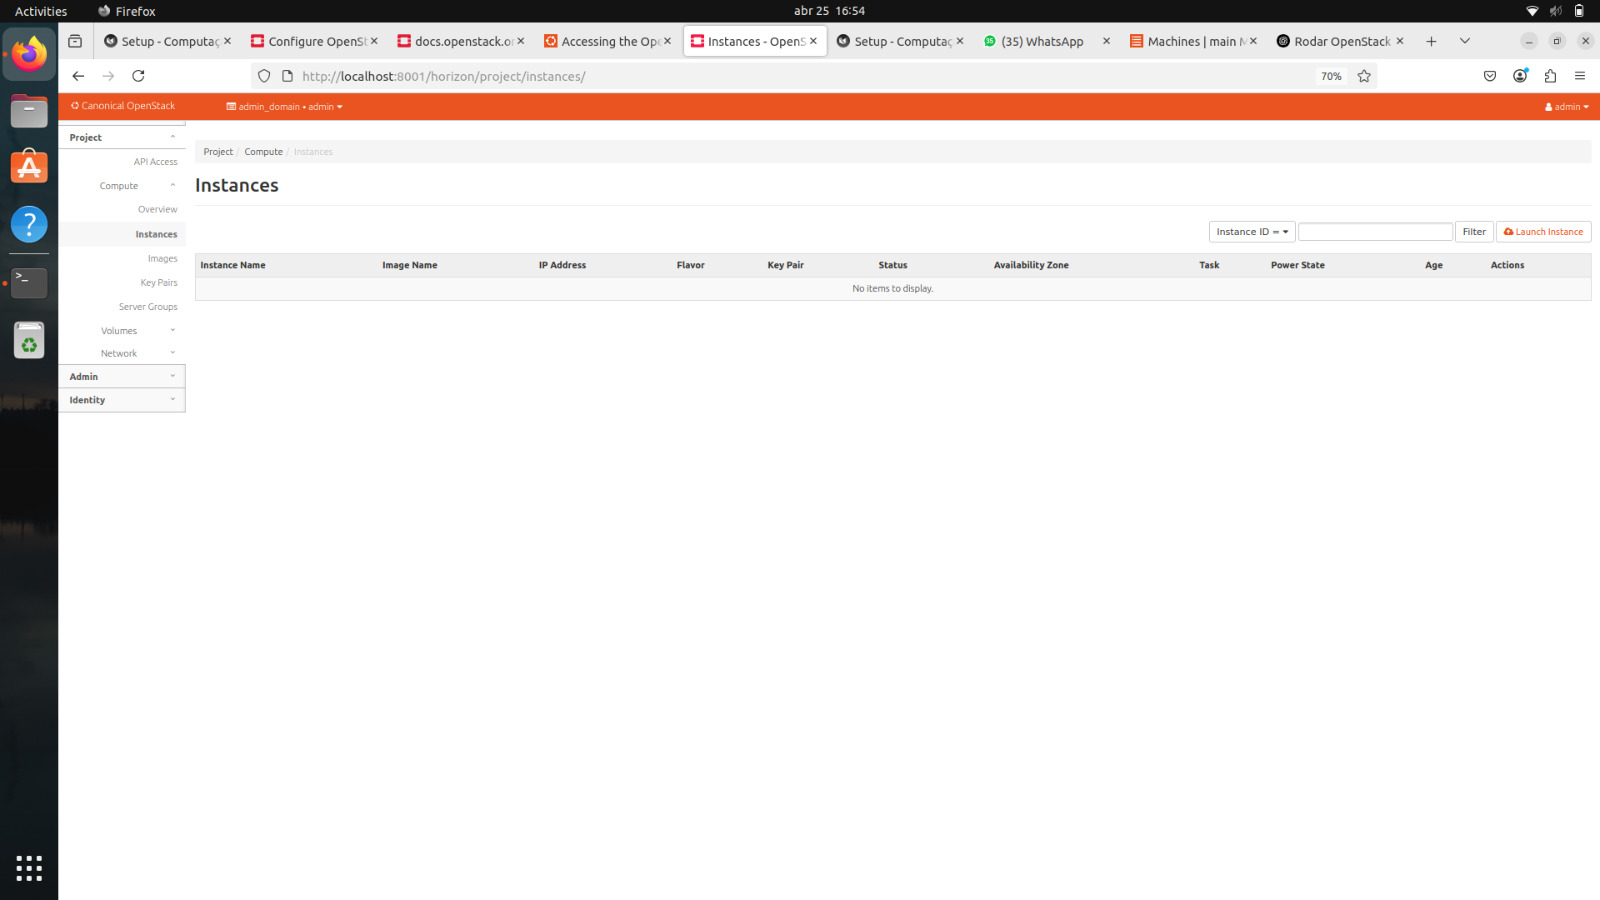 Activities Firefox abr 25 16:54
Setup - Computaç Configure OpenSt docs.openstack.or Accessing the Ope Instances - OpenS Setup - Computaç (35) WhatsApp Machines | main M Rodar OpenStack
http://localhost:8001/horizon/project/instances/ 70%
Canonical OpenStack admin_domain • admin admin
Project
API Access
Compute
Overview
Instances
Images
Key Pairs
Server Groups
Volumes
Network
Admin
Identity
Project / Compute / Instances
Instances
Instance ID = Filter Launch Instance
Instance Name Image Name IP Address Flavor Key Pair Status Availability Zone Task Power State Age Actions
No items to display.